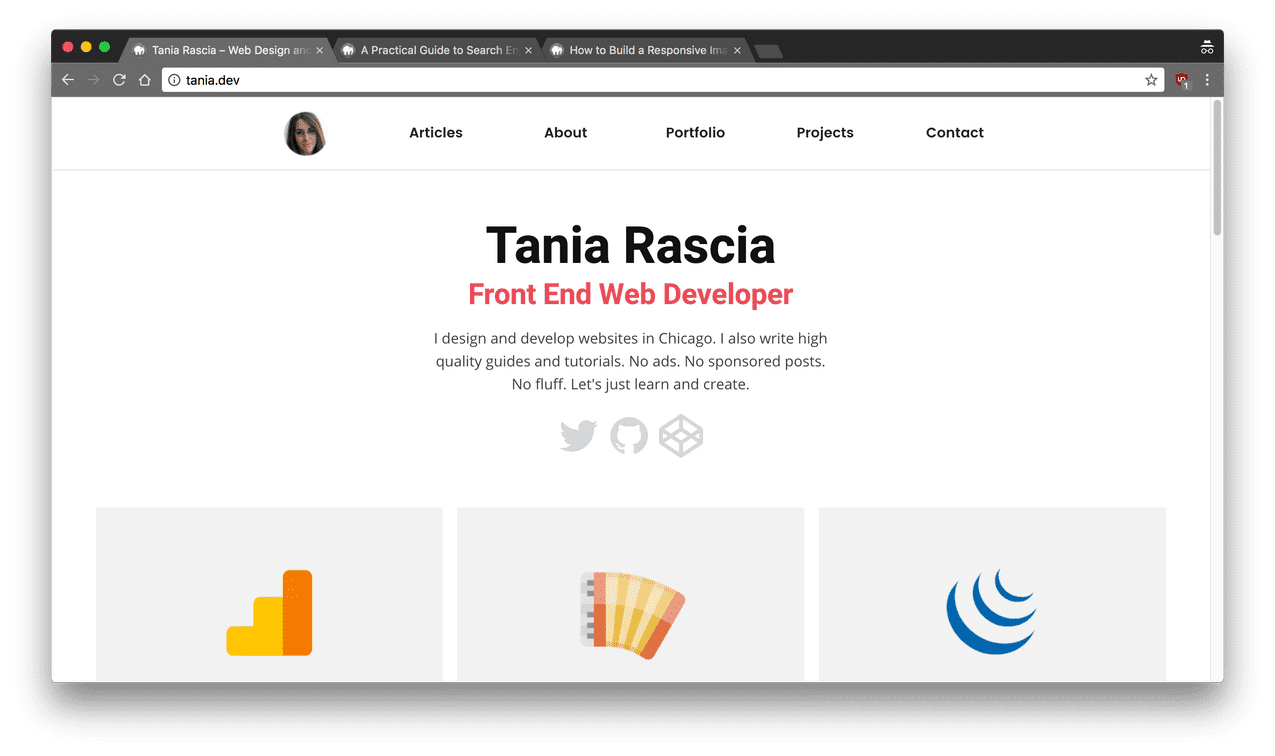 Tania Rascia – Web Design and
A Practical Guide to Search En
How to Build a Responsive Ima
tania.dev
1
Articles About Portfolio Projects Contact
Tania Rascia
Front End Web Developer
I design and develop websites in Chicago. I also write high
quality guides and tutorials. No ads. No sponsored posts.
No fluff. Let's just learn and create.